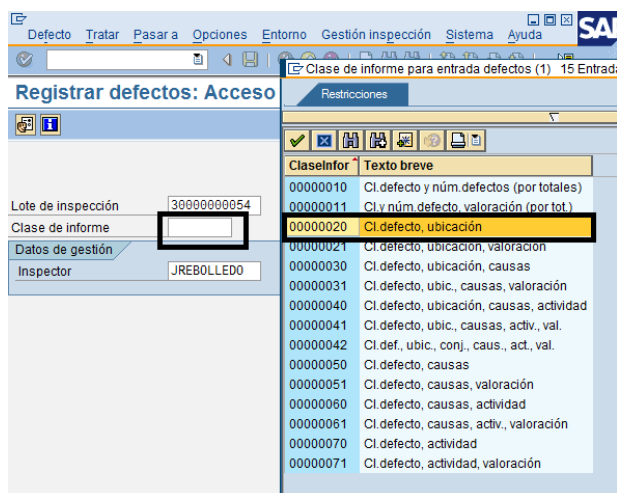 Defecto Tratar Pasar a Opciones Entorno Gestión inspección Sistema Ayuda
SA
Registrar defectos: Acceso
Lote de inspección 30000000054
Clase de informe
Datos de gestión
Inspector JREBOLLEDO
Clase de informe para entrada defectos (1) 15 Entrad
Restricciones
ClaseInfor Texto breve
00000010 Cl.defecto y núm.defectos (por totales)
00000011 Cl.y núm.defecto, valoración (por tot.)
00000020 Cl.defecto, ubicación
00000021 Cl.defecto, ubicación, valoración
00000030 Cl.defecto, ubicación, causas
00000031 Cl.defecto, ubic., causas, valoración
00000040 Cl.defecto, ubicación, causas, actividad
00000041 Cl.defecto, ubic., causas, activ., val.
00000042 Cl.def., ubic., conj., caus., act., val.
00000050 Cl.defecto, causas
00000051 Cl.defecto, causas, valoración
00000060 Cl.defecto, causas, actividad
00000061 Cl.defecto, causas, activ., valoración
00000070 Cl.defecto, actividad
00000071 Cl.defecto, actividad, valoración